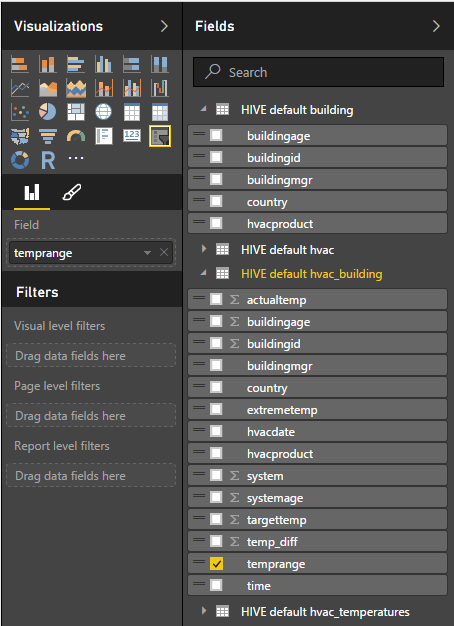 Visualizations
123
R
Field
temprange
Filters
Visual level filters
Drag data fields here
Page level filters
Drag data fields here
Report level filters
Drag data fields here
Fields
Search
HIVE default building
buildingage
buildingid
buildingmgr
country
hvacproduct
HIVE default hvac
HIVE default hvac_building
Σ actualtemp
Σ buildingage
Σ buildingid
buildingmgr
country
extremetemp
hvacdate
hvacproduct
Σ system
Σ systemage
Σ targettemp
Σ temp_diff
temprange
time
HIVE default hvac_temperatures